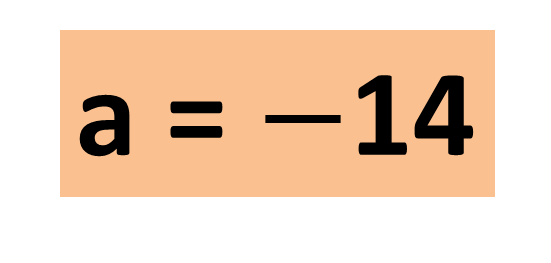 a = —14